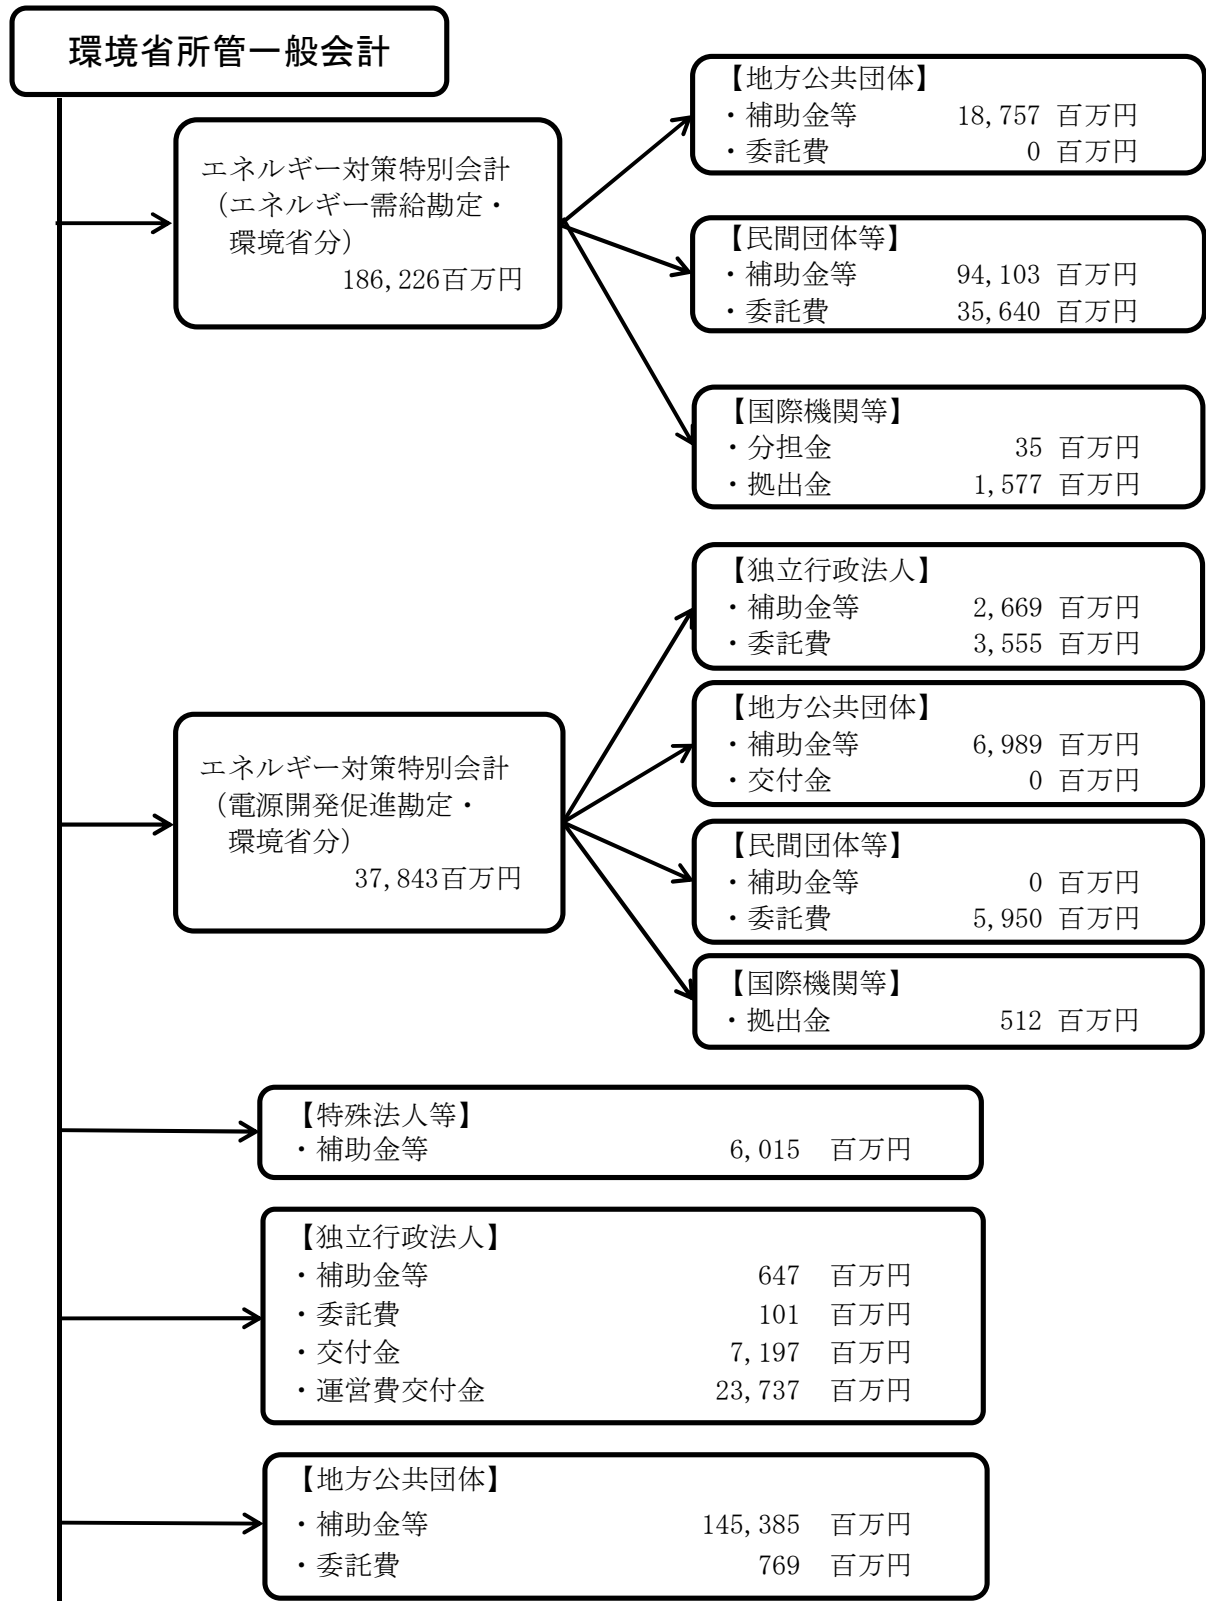 環境省所管一般会計
エネルギー対策特別会計
(エネルギー需給勘定・
環境省分)
186,226百万円
【地方公共団体】
・補助金等 18,757 百万円
・委託費 0 百万円
【民間団体等】
・補助金等 94,103 百万円
・委託費 35,640 百万円
【国際機関等】
・分担金 35 百万円
・拠出金 1,577 百万円
エネルギー対策特別会計
(電源開発促進勘定・
環境省分)
37,843百万円
【独立行政法人】
・補助金等 2,669 百万円
・委託費 3,555 百万円
【地方公共団体】
・補助金等 6,989 百万円
・交付金 0 百万円
【民間団体等】
・補助金等 0 百万円
・委託費 5,950 百万円
【国際機関等】
・拠出金 512 百万円
【特殊法人等】
・補助金等 6,015 百万円
【独立行政法人】
・補助金等 647 百万円
・委託費 101 百万円
・交付金 7,197 百万円
・運営費交付金 23,737 百万円
【地方公共団体】
・補助金等 145,385 百万円
・委託費 769 百万円